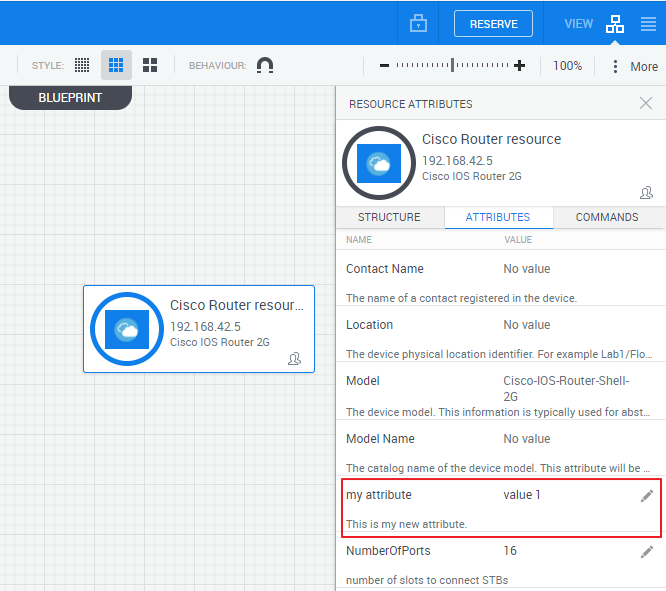 RESERVE
VIEW
STYLE:
BEHAVIOUR:
100%
More
BLUEPRINT
Cisco Router resour...
192.168.42.5
Cisco IOS Router 2G
RESOURCE ATTRIBUTES
Cisco Router resource
192.168.42.5
Cisco IOS Router 2G
STRUCTURE ATTRIBUTES COMMANDS
NAME VALUE
Contact Name No value
The name of a contact registered in the device.
Location No value
The device physical location identifier. For example Lab1/Flo...
Model Cisco-IOS-Router-Shell-
2G
The device model. This information is typically used for abst...
Model Name No value
The catalog name of the device model. This attribute will be ...
my attribute value 1
This is my new attribute.
NumberOfPorts 16
number of slots to connect STBs